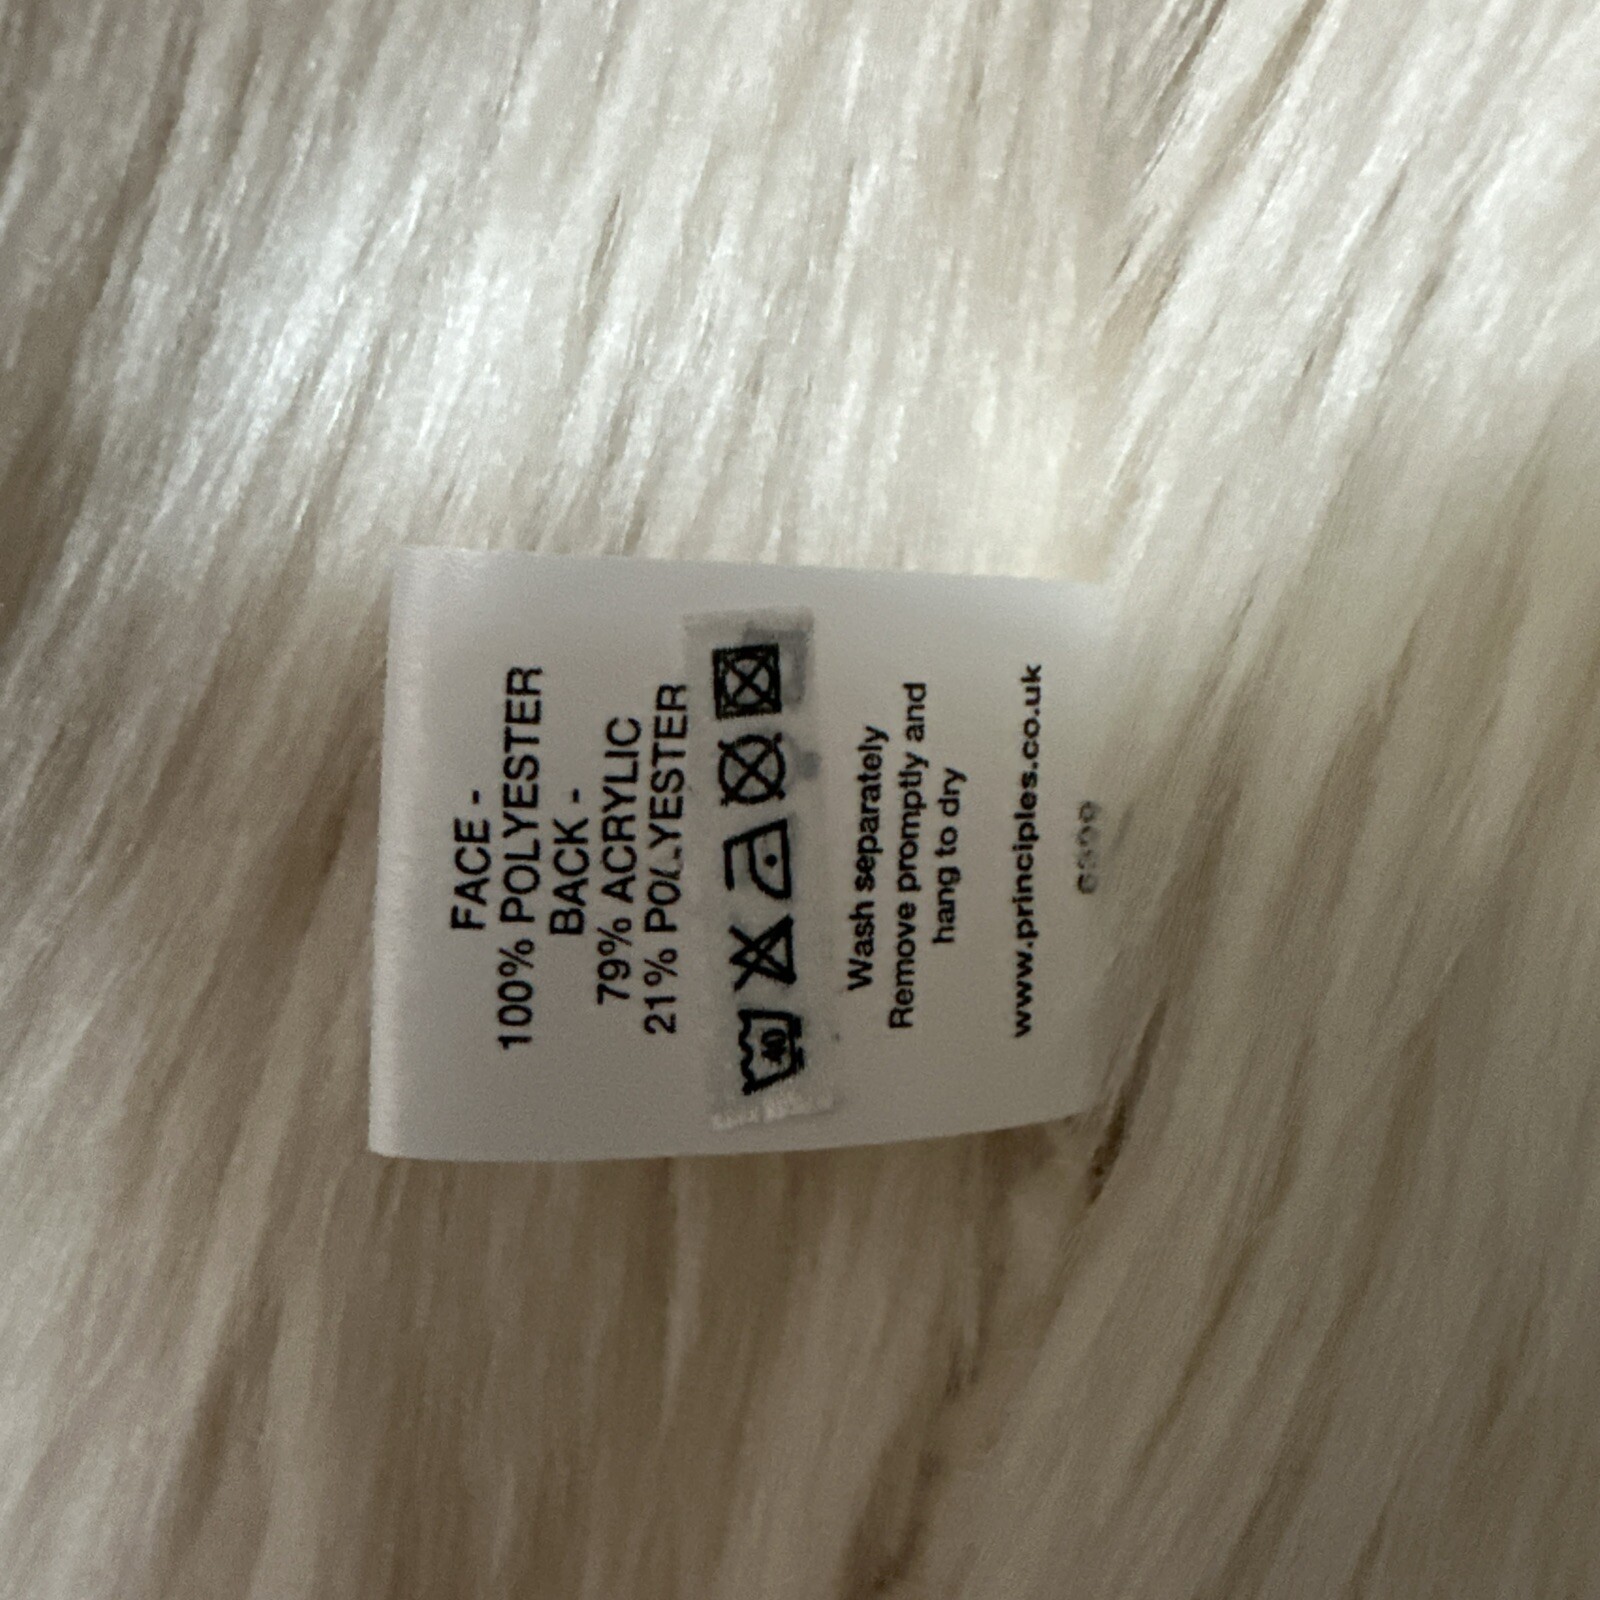 FACE -
100% POLYESTER
BACK -
79% ACRYLIC
21% POLYESTER
40
Wash separately
Remove promptly and
hang to dry
www.principles.co.uk